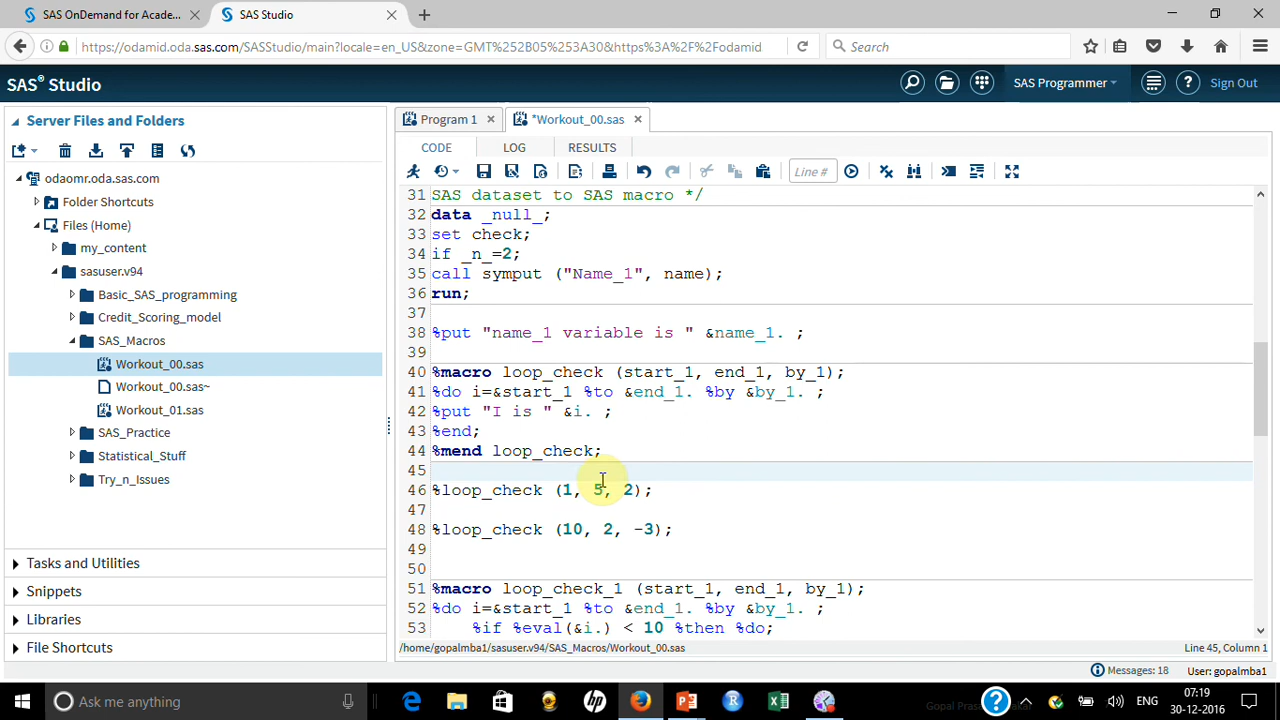 SAS OnDemand for Acade...
SAS Studio
https://odamid.oda.sas.com/SASStudio/main?locale=en_US&zone=GMT%252B05%253A30&https%3A%2F%2Fodamid
Search
SAS® Studio
SAS Programmer
Sign Out
Server Files and Folders
odaomr.oda.sas.com
Folder Shortcuts
Files (Home)
my_content
sasuser.v94
Basic_SAS_programming
Credit_Scoring_model
SAS_Macros
Workout_00.sas
Workout_00.sas~
Workout_01.sas
SAS_Practice
Statistical_Stuff
Try_n_Issues
Tasks and Utilities
Snippets
Libraries
File Shortcuts
Program 1
*Workout_00.sas
CODE LOG RESULTS
Line #
31 SAS dataset to SAS macro */
32 data _null_;
33 set check;
34 if _n_=2;
35 call symput ("Name_1", name);
36 run;
37
38 %put "name_1 variable is " &name_1. ;
39
40 %macro loop_check (start_1, end_1, by_1);
41 %do i=&start_1 %to &end_1. %by &by_1. ;
42 %put "I is " &i. ;
43 %end;
44 %mend loop_check;
45
46 %loop_check (1, 5, 2);
47
48 %loop_check (10, 2, -3);
49
50
51 %macro loop_check_1 (start_1, end_1, by_1);
52 %do i=&start_1 %to &end_1. %by &by_1. ;
53 %if %eval(&i.) < 10 %then %do;
/home/gopalmba1/sasuser.v94/SAS_Macros/Workout_00.sas
Line 45, Column 1
Messages: 18
User: gopalmba1
Ask me anything
ENG
07:19
30-12-2016